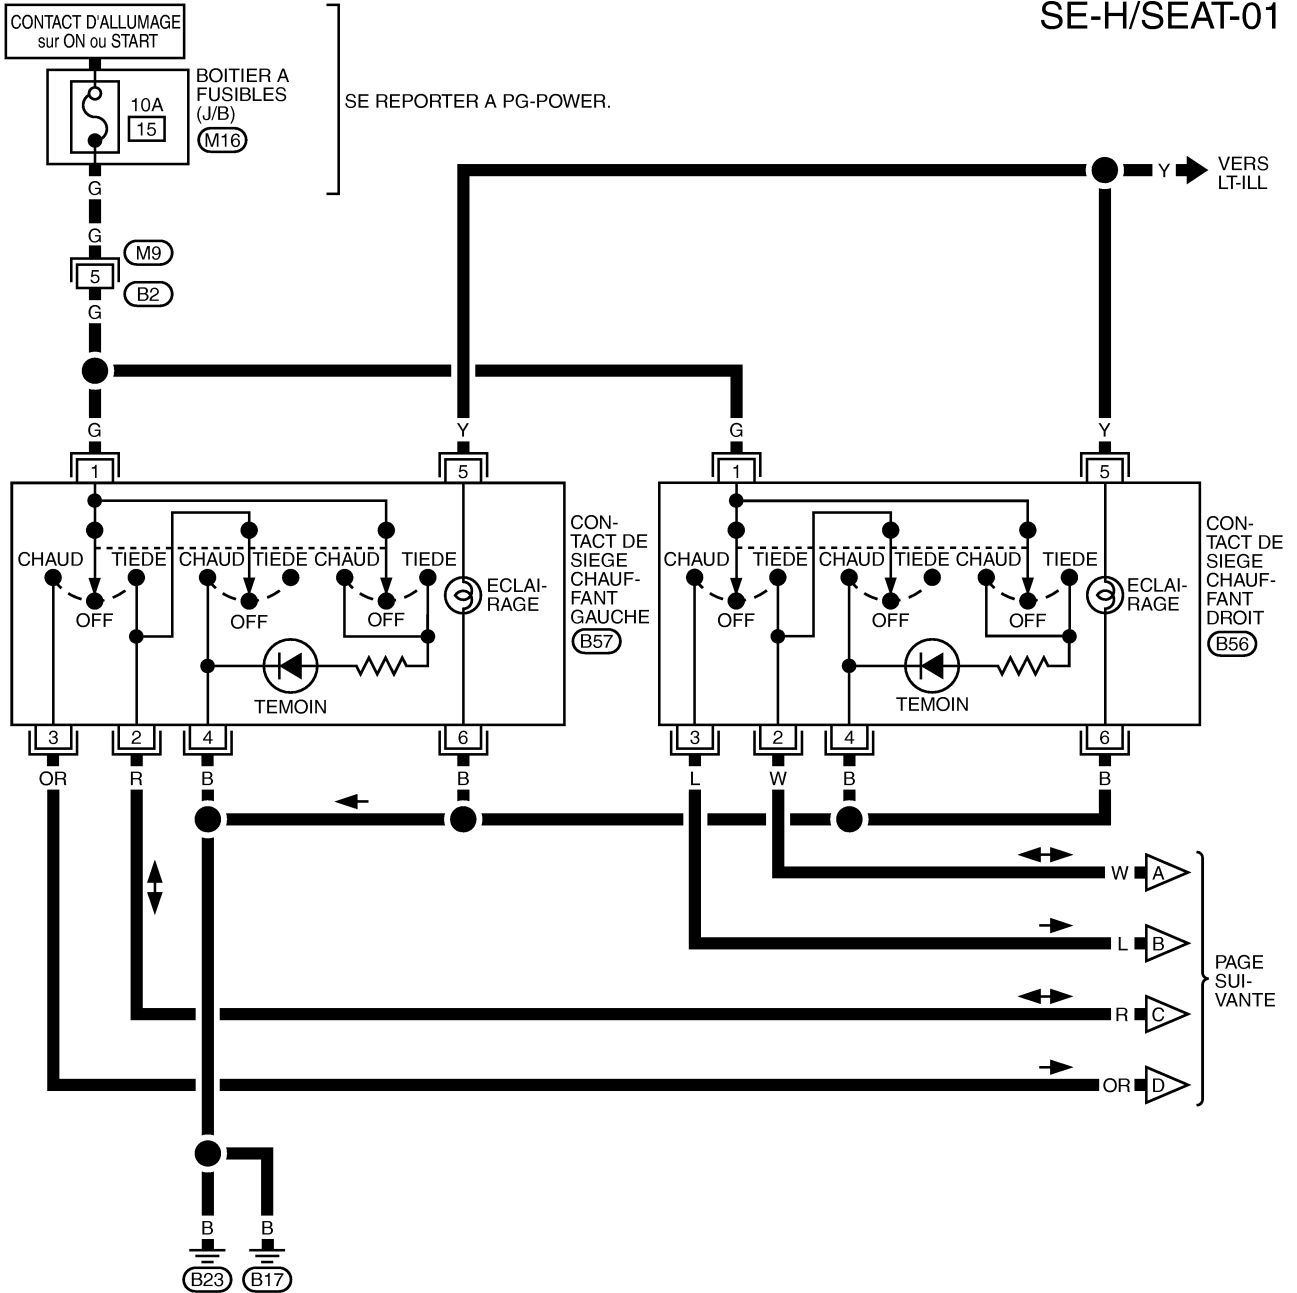 SE-H/SEAT-01
CONTACT D'ALLUMAGE
sur ON ou START
BOITIER A
FUSIBLES
(J/B)
M16
10A
15
SE REPORTER A PG-POWER.
G
G
M9
5
B2
G
Y
VERS
LT-ILL
G
Y
G
Y
1
5
1
5
CHAUD
TIEDE
CHAUD
TIEDE
CHAUD
TIEDE
OFF
OFF
OFF
ECLAI-
RAGE
TEMOIN
CON-
TACT DE
SIEGE
CHAUF-
FANT
GAUCHE
B57
CHAUD
TIEDE
CHAUD
TIEDE
CHAUD
TIEDE
OFF
OFF
OFF
ECLAI-
RAGE
TEMOIN
CON-
TACT DE
SIEGE
CHAUF-
FANT
DROIT
B56
3
2
4
6
3
2
4
6
OR
R
B
B
L
W
B
B
W
A
L
B
R
C
OR
D
PAGE
SUI-
VANTE
B
B
B23
B17